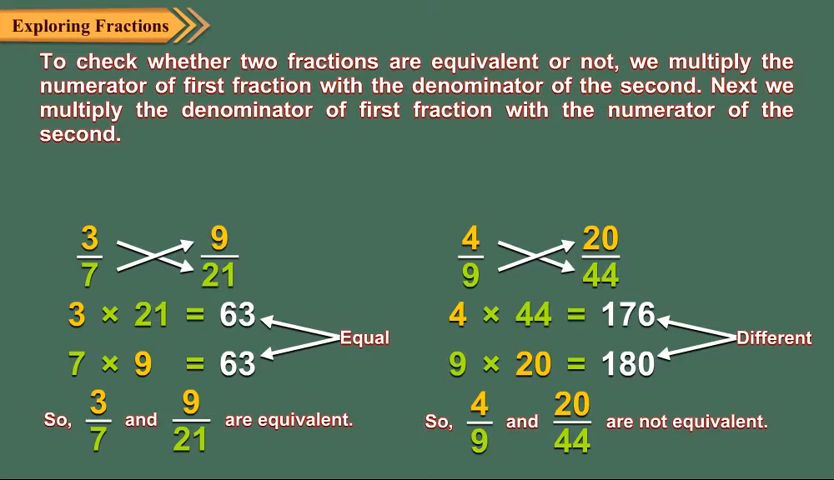 Exploring Fractions
To check whether two fractions are equivalent or not, we multiply the
numerator of first fraction with the denominator of the second. Next we
multiply the denominator of first fraction with the numerator of the
second.
3/7 9/21
3 × 21 = 63
Equal
7 × 9 = 63
So, 3/7 and 9/21 are equivalent.
4/9 20/44
4 × 44 = 176
Different
9 × 20 = 180
So, 4/9 and 20/44 are not equivalent.